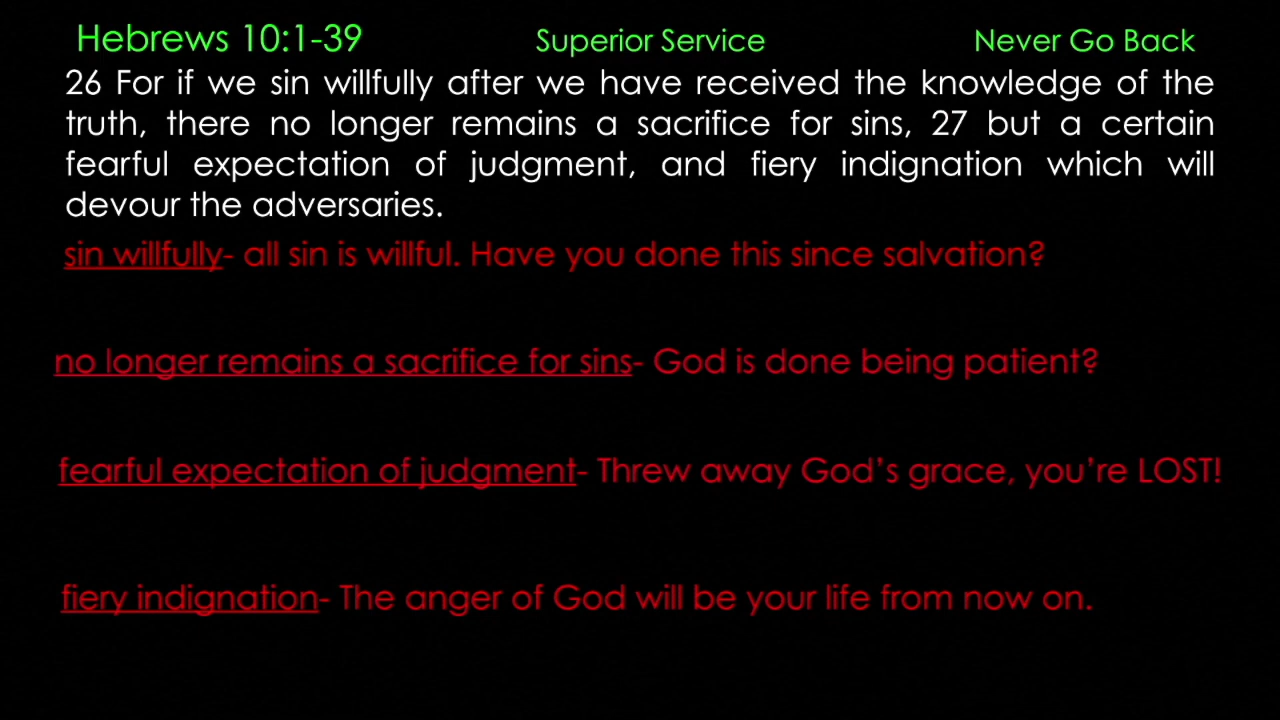 Hebrews 10:1-39 Superior Service Never Go Back
26 For if we sin willfully after we have received the knowledge of the
truth, there no longer remains a sacrifice for sins, 27 but a certain
fearful expectation of judgment, and fiery indignation which will
devour the adversaries.
sin willfully- all sin is willful. Have you done this since salvation?
no longer remains a sacrifice for sins- God is done being patient?
fearful expectation of judgment- Threw away God’s grace, you’re LOST!
fiery indignation- The anger of God will be your life from now on.